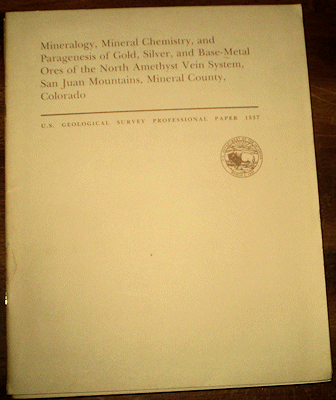 Mineralogy, Mineral Chemistry, and
Paragenesis of Gold, Silver, and Base-Metal
Ores of the North Amethyst Vein System,
San Juan Mountains, Mineral County,
Colorado
U.S. GEOLOGICAL SURVEY PROFESSIONAL PAPER 1537